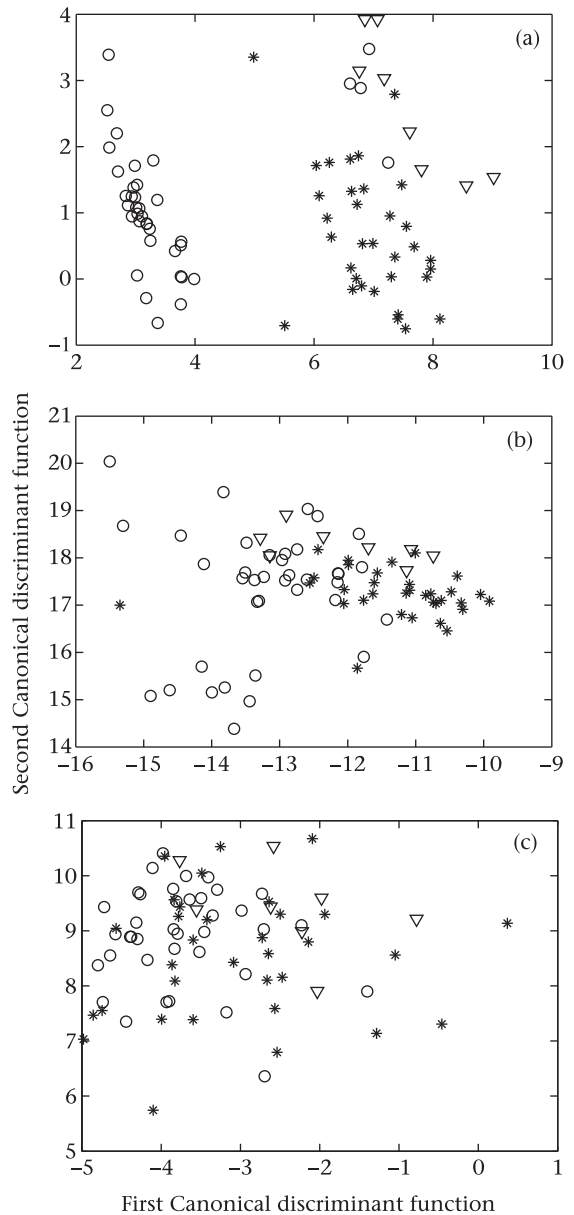 4
(a)
3
2
1
0
−1
2 4 6 8 10
Second Canonical discriminant function
21
(b)
20
19
18
17
16
15
14
−16 −15 −14 −13 −12 −11 −10 −9
11
(c)
10
9
8
7
6
5
−5 −4 −3 −2 −1 0 1
First Canonical discriminant function